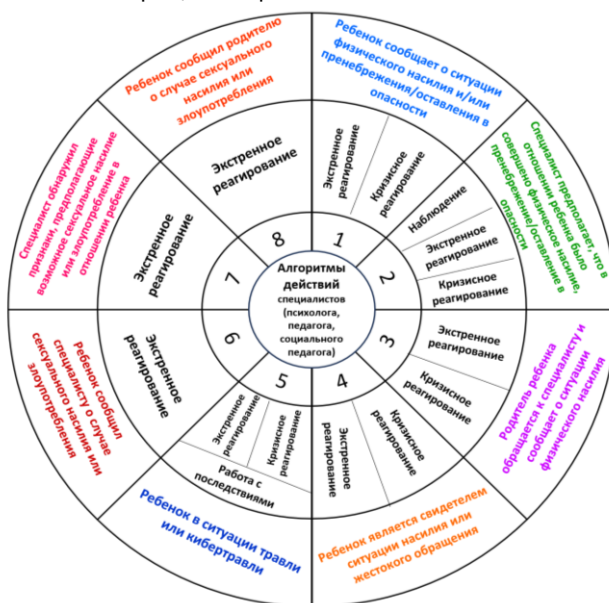 Алгоритмы
действий
специалистов
(психолога,
педагога,
социального
педагога)
1
Ребенок сообщает о ситуации
физического насилия и/или
пренебрежения/оставления в
опасности
Экстренное
реагирование
Кризисное
реагирование
2
Специалист предполагает, что в
отношении ребенка было
совершено физическое насилие,
пренебрежение/оставление в
опасности
Наблюдение
Экстренное
реагирование
Кризисное
реагирование
3
Родитель ребенка
обращается к специалисту и
сообщает о ситуации
физического насилия
Экстренное
реагирование
Кризисное
реагирование
4
Ребенок является свидетелем
ситуации насилия или
жестокого обращения
Кризисное
реагирование
Экстренное
реагирование
5
Экстренное
реагирование
Кризисное
реагирование
Работа с
последствиями
Ребенок в ситуации травли
или кибертравли
6
Ребенок сообщил
специалисту о случае
сексуального насилия или
злоупотребления
Экстренное
реагирование
7
Специалист обнаружил
признаки, предполагающие
возможное сексуальное насилие
или злоупотребление в
отношении ребенка
Экстренное
реагирование
8
Ребенок сообщил родителю
о случае сексуального
насилия или
злоупотребления
Экстренное
реагирование